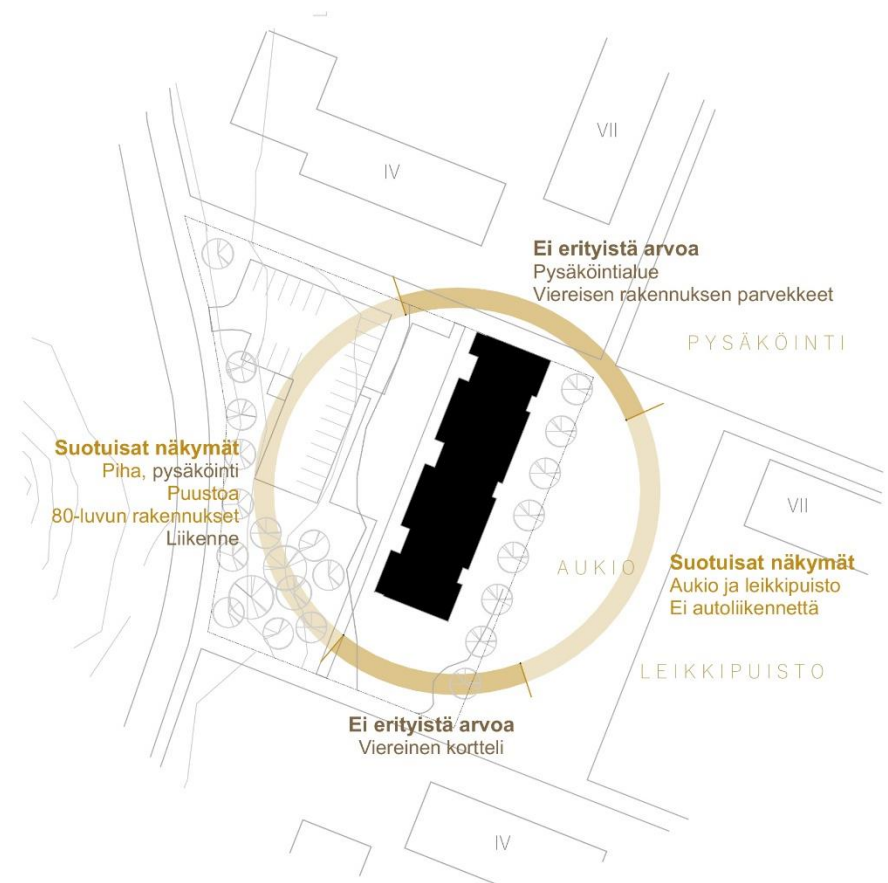 VII
IV
Ei erityistä arvoa
Pysäköintialue
Viereisen rakennuksen parvekkeet
PYSÄKÖINTI
Suotuisat näkymät
Piha, pysäköinti
Puustoa
80-luvun rakennukset
Liikenne
VII
AUKIO
Suotuisat näkymät
Aukio ja leikkipuisto
Ei autoliikennettä
LEIKKIPUISTO
Ei erityistä arvoa
Viereinen kortteli
IV